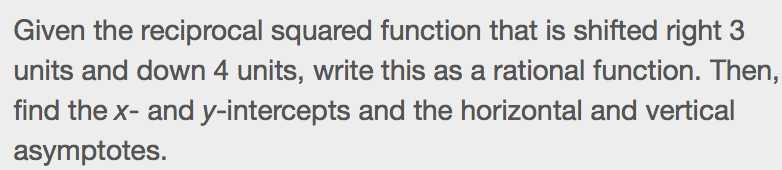 Given the reciprocal squared function that is shifted right 3
units and down 4 units, write this as a rational function. Then,
find the x- and y-intercepts and the horizontal and vertical
asymptotes.